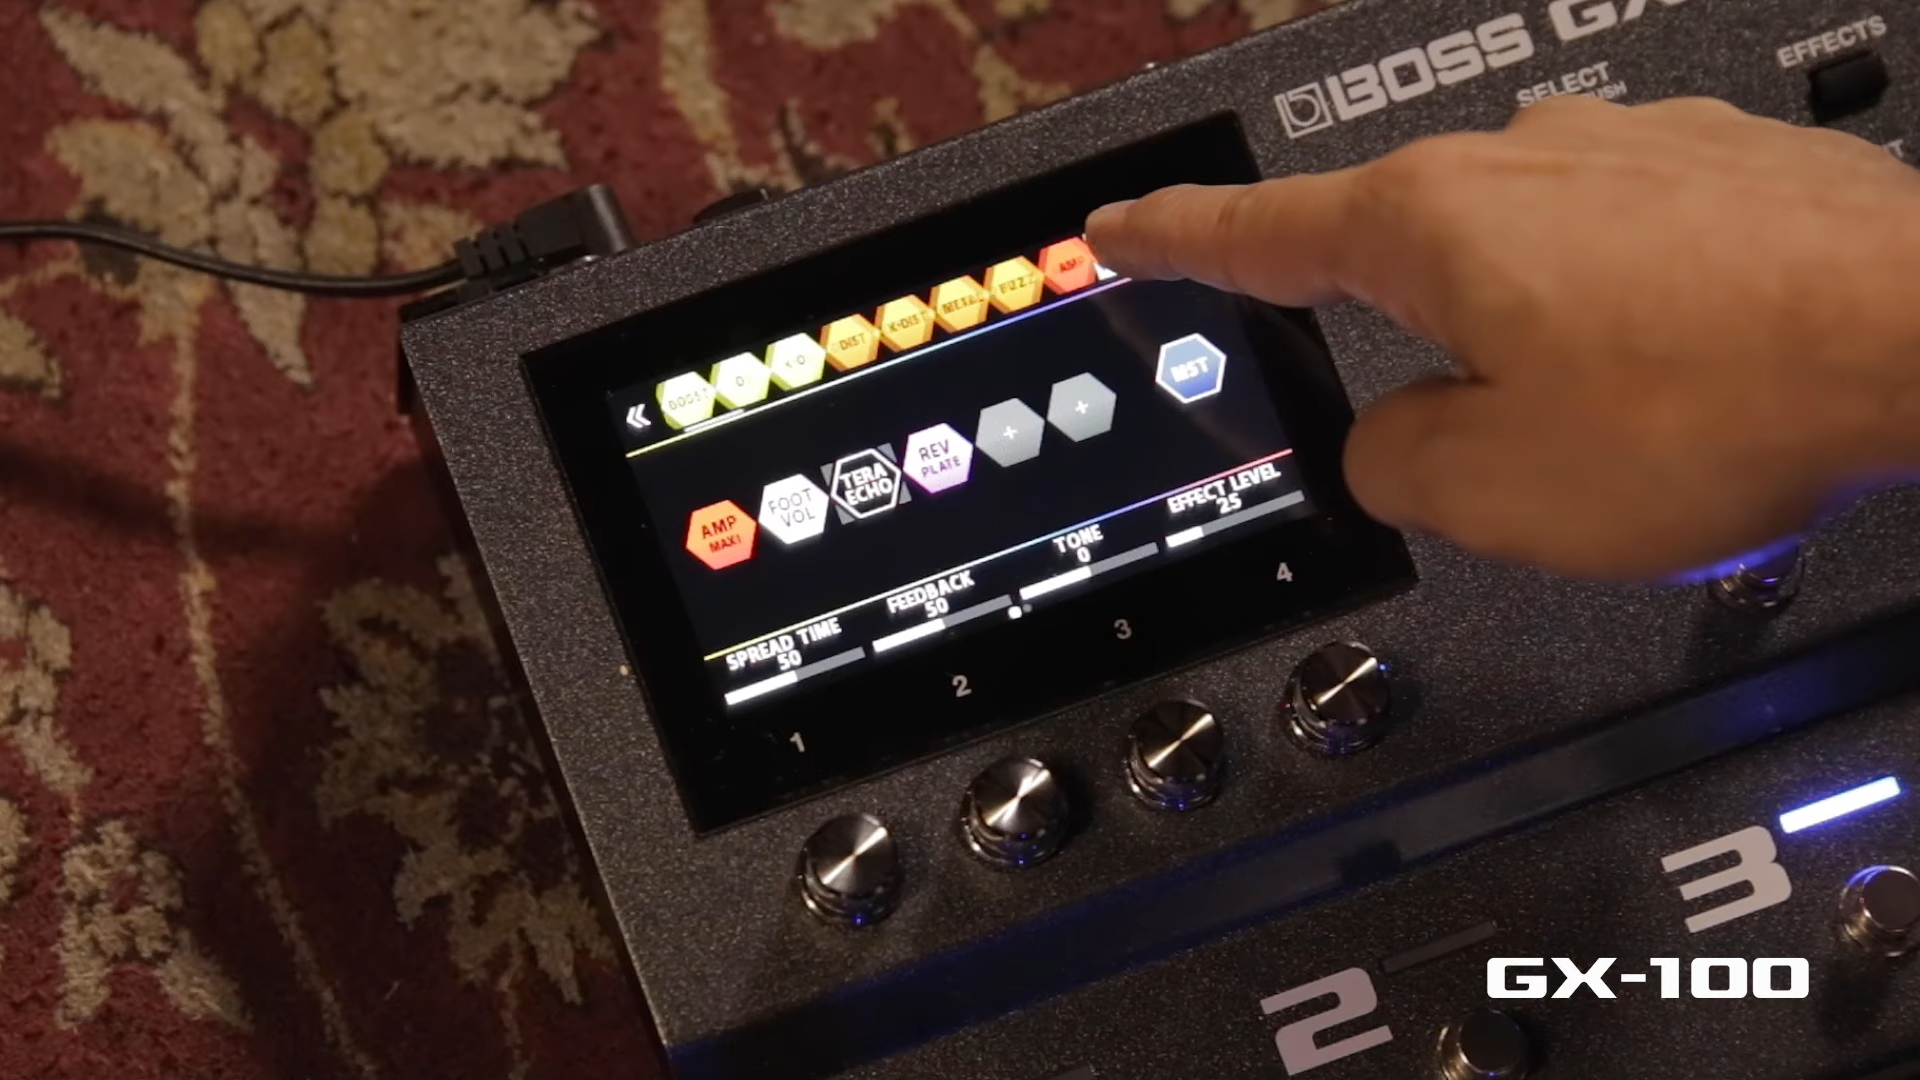 BOSS GX
EFFECTS
SELECT
BOOST
DIST
X-DIST
METAL
FUZZ
AMP
MST
AMP
MAXI
FOOT
VOL
TERA
ECHO
REV
PLATE
+
+
SPREAD TIME
50
FEEDBACK
50
TONE
0
EFFECT LEVEL
25
1
2
3
4
3
2
GX-100